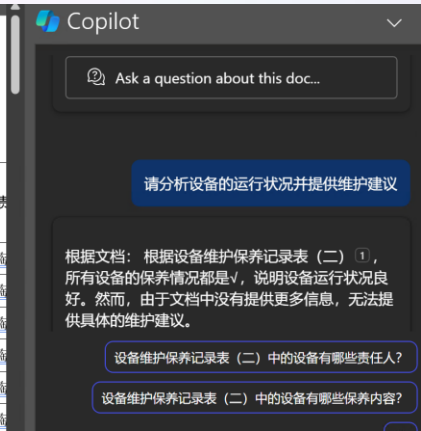 Copilot
Ask a question about this doc...
请分析设备的运行状况并提供维护建议
根据文档： 根据设备维护保养记录表（二） 1 ，
所有设备的保养情况都是√，说明设备运行状况良
好。然而，由于文档中没有提供更多信息，无法提
供具体的维护建议。
设备维护保养记录表（二）中的设备有哪些责任人？
设备维护保养记录表（二）中的设备有哪些保养内容？